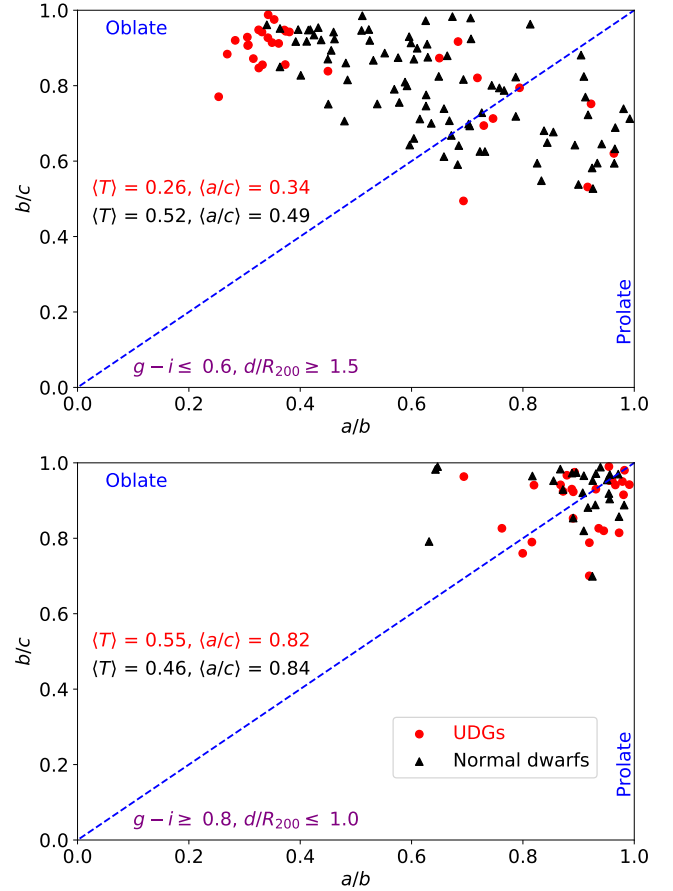 1.0
Oblate
0.8
0.6
b/c
⟨T⟩ = 0.26, ⟨a/c⟩ = 0.34
⟨T⟩ = 0.52, ⟨a/c⟩ = 0.49
0.4
0.2
Prolate
g − i ≤ 0.6, d/R₂₀₀ ≥ 1.5
0.0
0.0 0.2 0.4 0.6 0.8 1.0
a/b
1.0
Oblate
0.8
0.6
b/c
⟨T⟩ = 0.55, ⟨a/c⟩ = 0.82
⟨T⟩ = 0.46, ⟨a/c⟩ = 0.84
0.4
UDGs
Normal dwarfs
0.2
Prolate
g − i ≥ 0.8, d/R₂₀₀ ≤ 1.0
0.0
0.0 0.2 0.4 0.6 0.8 1.0
a/b